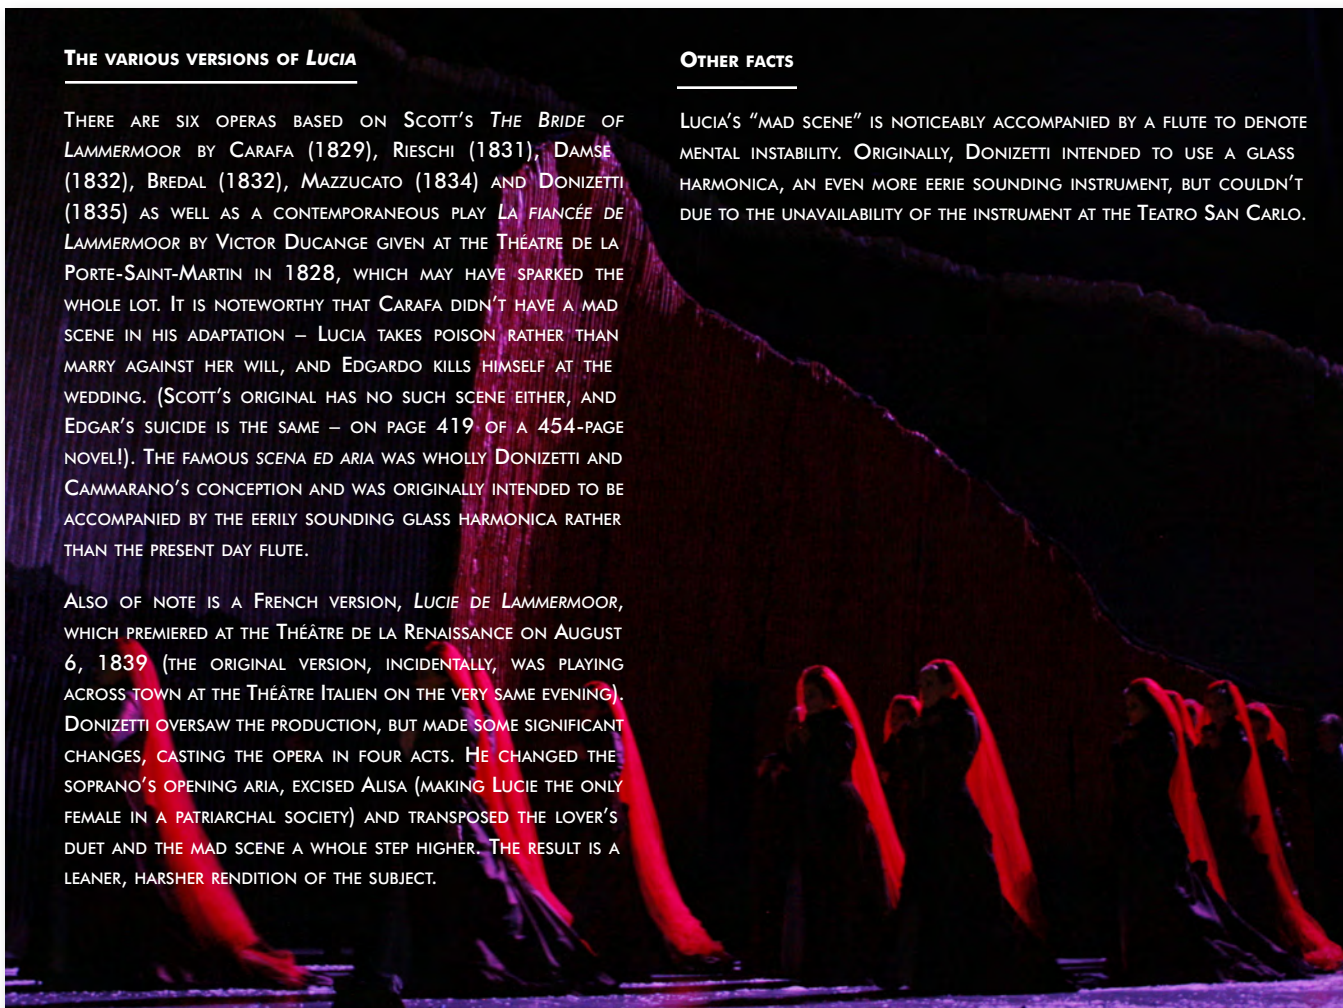 The various versions of Lucia
There are six operas based on Scott's The Bride of
Lammermoor by Carafa (1829), Rieschi (1831), Damse
(1832), Bredal (1832), Mazzucato (1834) and Donizetti
(1835) as well as a contemporaneous play La fiancée de
Lammermoor by Victor Ducange given at the Théatre de la
Porte-Saint-Martin in 1828, which may have sparked the
whole lot. It is noteworthy that Carafa didn't have a mad
scene in his adaptation – Lucia takes poison rather than
marry against her will, and Edgardo kills himself at the
wedding. (Scott's original has no such scene either, and
Edgar's suicide is the same – on page 419 of a 454-page
novel!). The famous scena ed aria was wholly Donizetti and
Cammarano's conception and was originally intended to be
accompanied by the eerily sounding glass harmonica rather
than the present day flute.
Also of note is a French version, Lucie de Lammermoor,
which premiered at the Théâtre de la Renaissance on August
6, 1839 (the original version, incidentally, was playing
across town at the Théâtre Italien on the very same evening).
Donizetti oversaw the production, but made some significant
changes, casting the opera in four acts. He changed the
soprano's opening aria, excised Alisa (making Lucie the only
female in a patriarchal society) and transposed the lover's
duet and the mad scene a whole step higher. The result is a
leaner, harsher rendition of the subject.
Other facts
Lucia's "mad scene" is noticeably accompanied by a flute to denote
mental instability. Originally, Donizetti intended to use a glass
harmonica, an even more eerie sounding instrument, but couldn't
due to the unavailability of the instrument at the Teatro San Carlo.